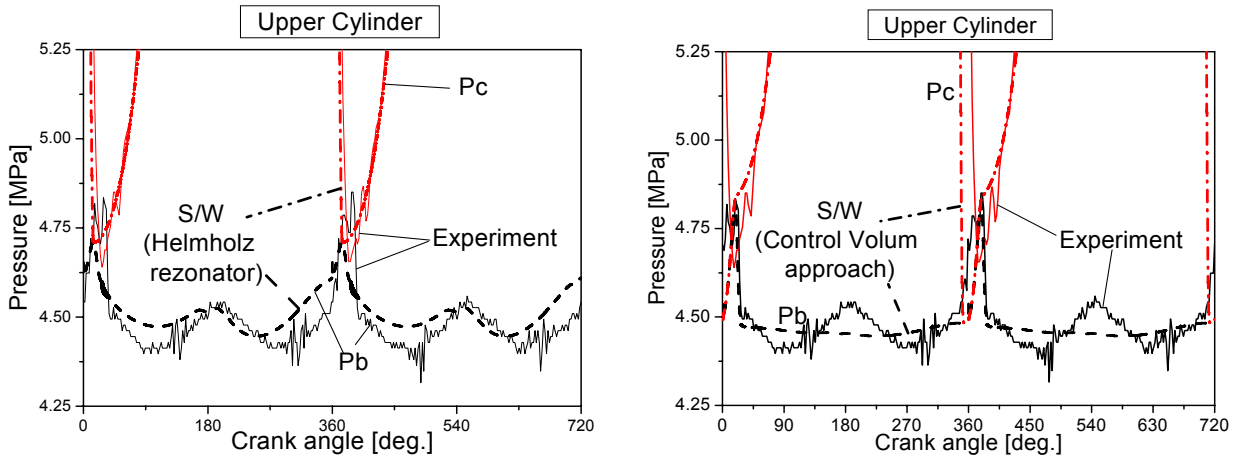 Upper Cylinder
5.25
5.00
4.75
4.50
4.25
Pressure [MPa]
Pc
S/W
(Helmholz
rezonator)
Experiment
Pb
0
180
360
540
720
Crank angle [deg.]
Upper Cylinder
5.25
5.00
4.75
4.50
4.25
Pressure [MPa]
Pc
S/W
(Control Volum
approach)
Experiment
Pb
0
90
180
270
360
450
540
630
720
Crank angle [deg.]